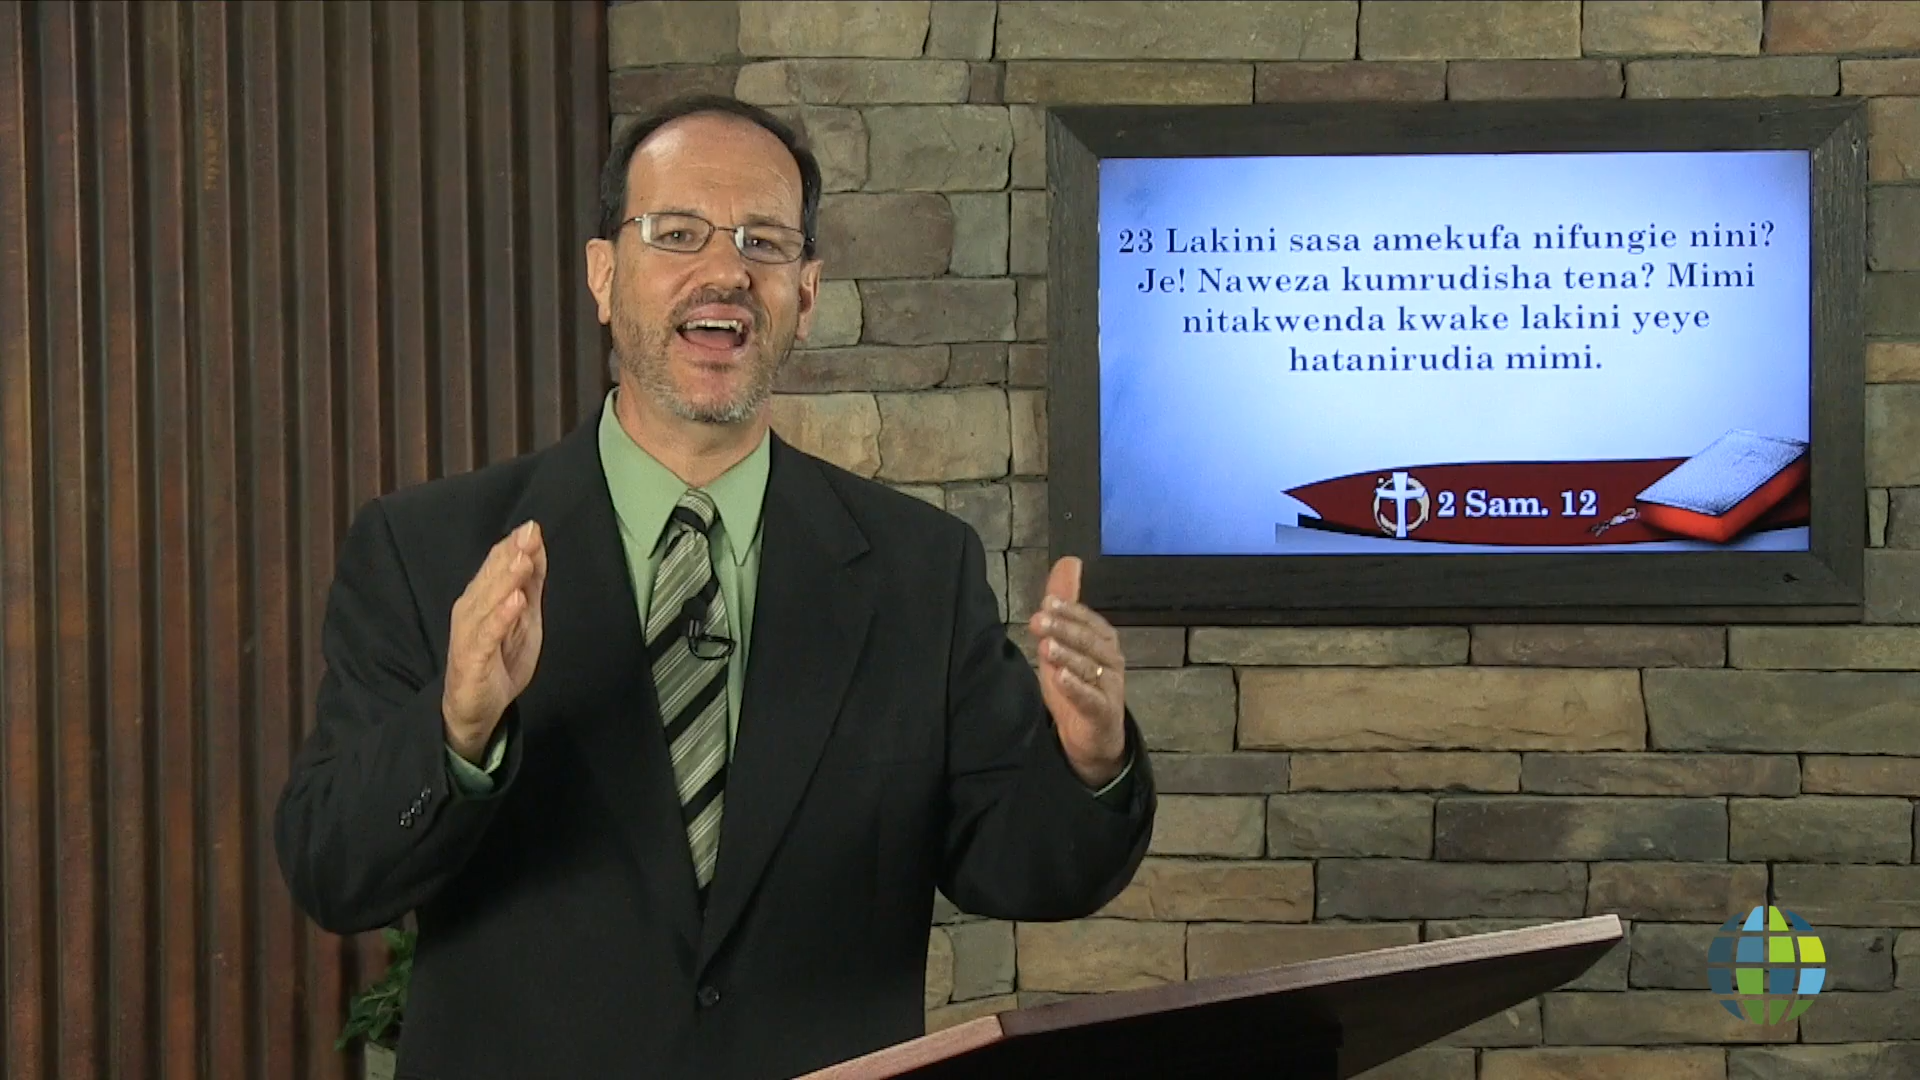 23 Lakini sasa amekufa nifungie nini?
Je! Naweza kumrudisha tena? Mimi
nitakwenda kwake lakini yeye
hatanirudia mimi.
2 Sam. 12